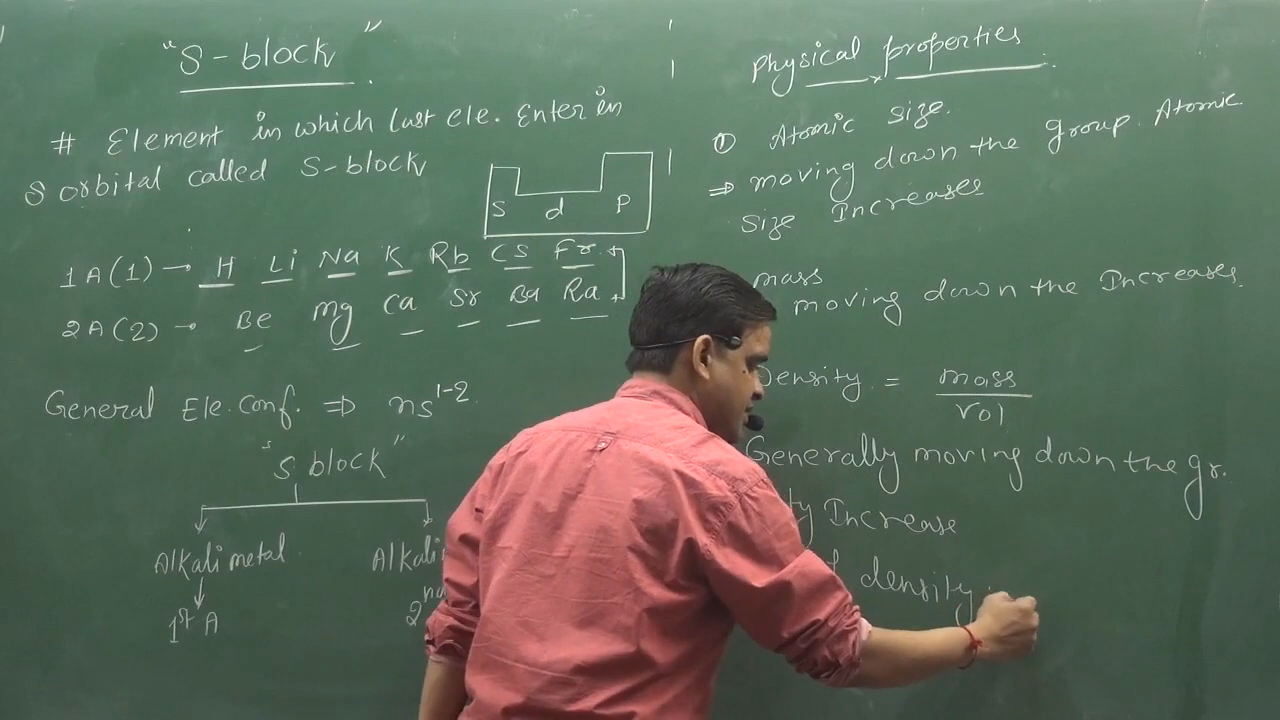 "S-block"
# Element in which last ele. Enter in
S orbital called S-block
S d P
1A(1) → H Li Na K Rb Cs Fr.
2A(2) → Be Mg Ca Sr Ba Ra
General Ele. Conf. ⇒ ns¹⁻²
"S block"
Alkali metal Alkali
1st A 2nd
Physical properties
① Atomic size.
⇒ moving down the group. Atomic
size Increases
mass
moving down the Increases.
Density = mass
vol
Generally moving down the gr.
ty Increase
density